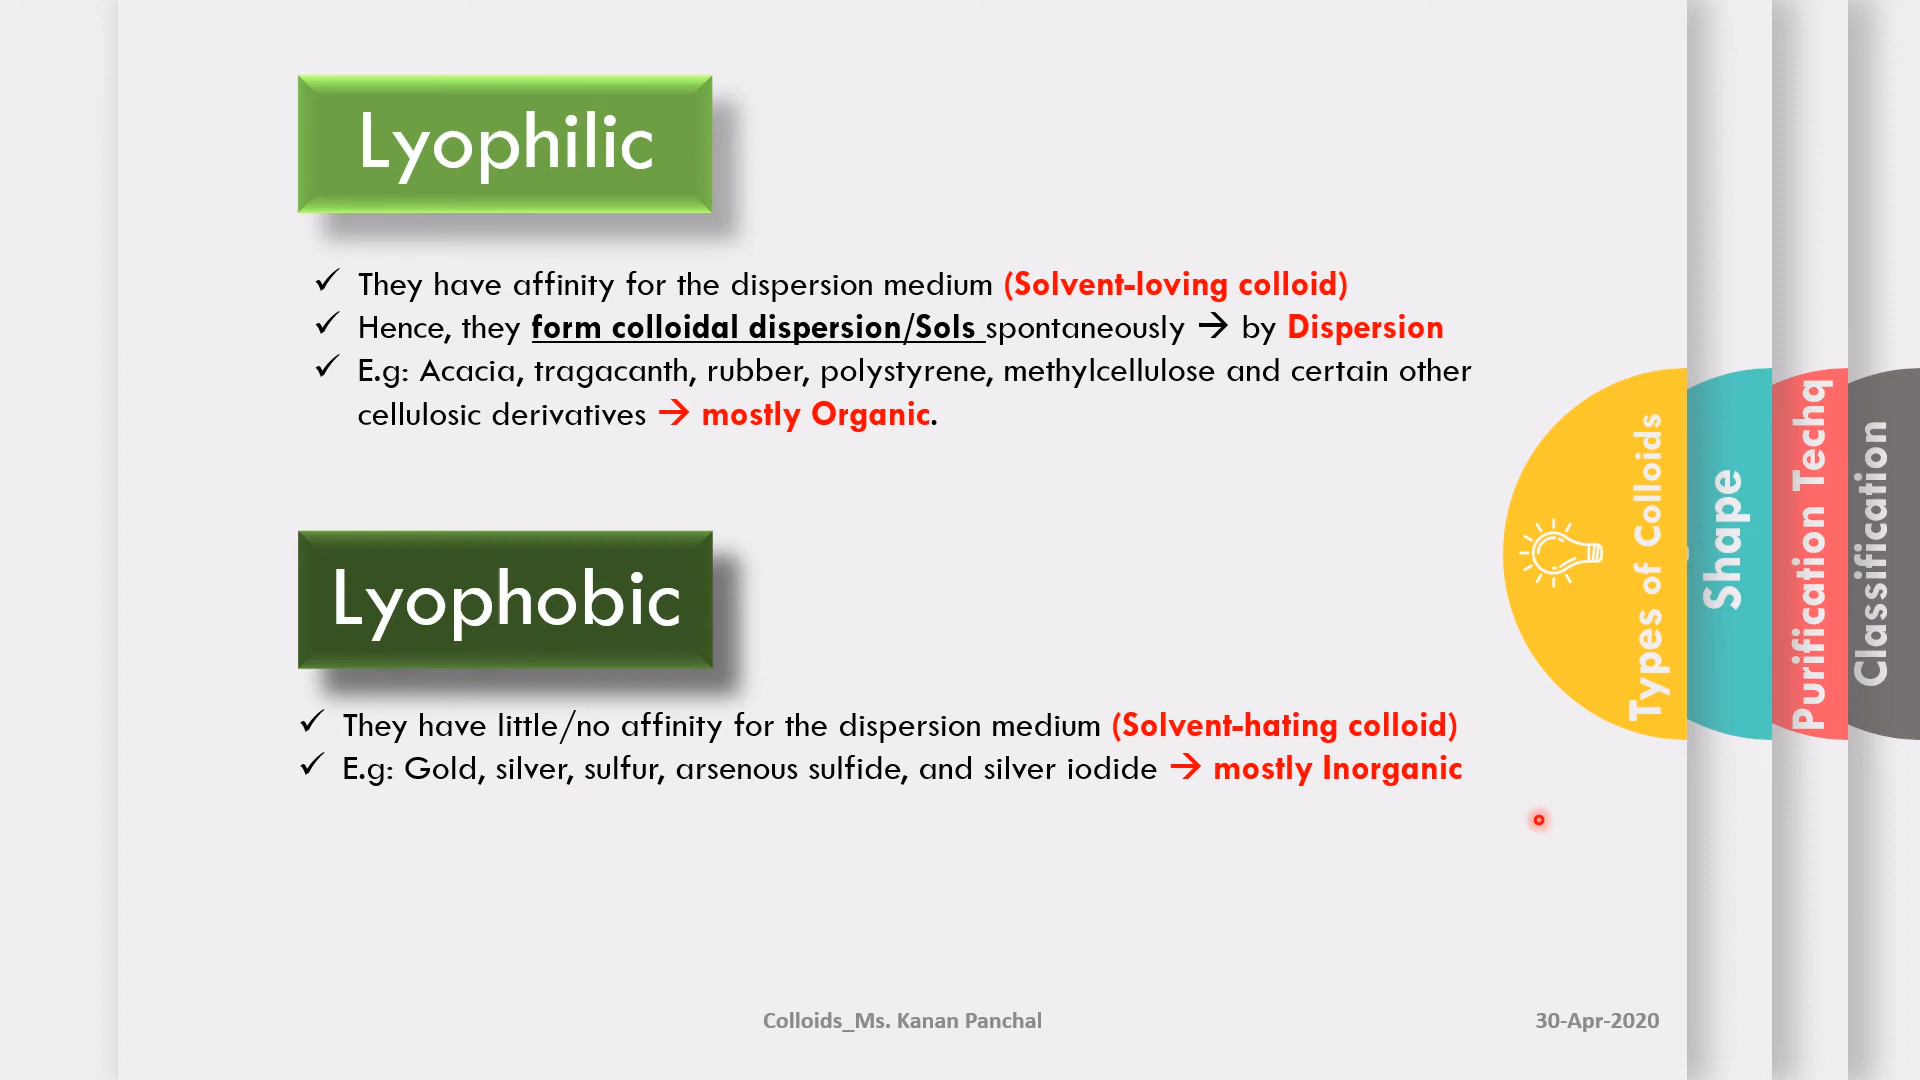 Lyophilic
✓ They have affinity for the dispersion medium (Solvent-loving colloid)
✓ Hence, they form colloidal dispersion/Sols spontaneously → by Dispersion
✓ E.g: Acacia, tragacanth, rubber, polystyrene, methylcellulose and certain other
cellulosic derivatives → mostly Organic.
Lyophobic
✓ They have little/no affinity for the dispersion medium (Solvent-hating colloid)
✓ E.g: Gold, silver, sulfur, arsenous sulfide, and silver iodide → mostly Inorganic
Types of Colloids
Shape
Purification Techq
Classification
Colloids_Ms. Kanan Panchal
30-Apr-2020